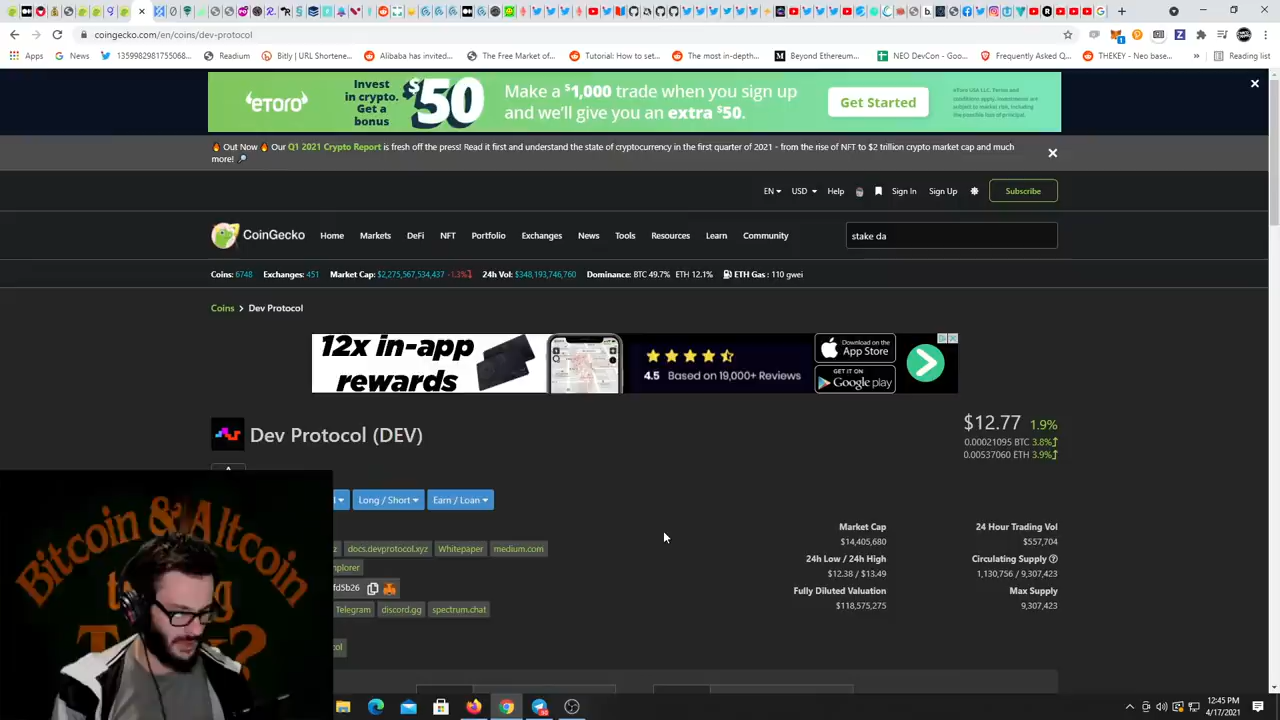 coingecko.com/en/coins/dev-protocol
Apps
News
1359982981755068...
Readium
Bitly | URL Shortene...
Alibaba has invited...
The Free Market of...
Tutorial: How to set...
The most in-depth...
Beyond Ethereum...
NEO DevCon - Goo...
Frequently Asked Q...
THEKEY - Neo base...
»
Reading list
eTORO
Invest
in crypto.
Get a
bonus
$50
Make a $1,000 trade when you sign up
and we'll give you an extra $50.
Get Started
Out Now 🔥 Our Q1 2021 Crypto Report is fresh off the press! Read it first and understand the state of cryptocurrency in the first quarter of 2021 - from the rise of NFT to $2 trillion crypto market cap and much
more!
EN
USD
Help
Sign In
Sign Up
Subscribe
CoinGecko
Home
Markets
DeFi
NFT
Portfolio
Exchanges
News
Tools
Resources
Learn
Community
stake da
Coins: 6748
Exchanges: 451
Market Cap: $2,275,567,534,437 -1.3%
24h Vol: $348,193,746,760
Dominance: BTC 49.7% ETH 12.1%
ETH Gas : 110 gwei
Coins > Dev Protocol
12x in-app
rewards
4.5 Based on 19,000+ Reviews
Download on the
App Store
GET IT ON
Google play
Dev Protocol (DEV)
$12.77 1.9%
0.00021095 BTC 3.8%
0.00537060 ETH 3.9%
Long / Short
Earn / Loan
Market Cap
$14,405,680
24 Hour Trading Vol
$557,704
docs.devprotocol.xyz
Whitepaper
medium.com
24h Low / 24h High
$12.38 / $13.49
Circulating Supply
1,130,756 / 9,307,423
xplorer
fd5b26
Fully Diluted Valuation
$118,575,275
Max Supply
9,307,423
Telegram
discord.gg
spectrum.chat
ol
Bitcoin & Altcoin
12:45 PM
4/17/2021